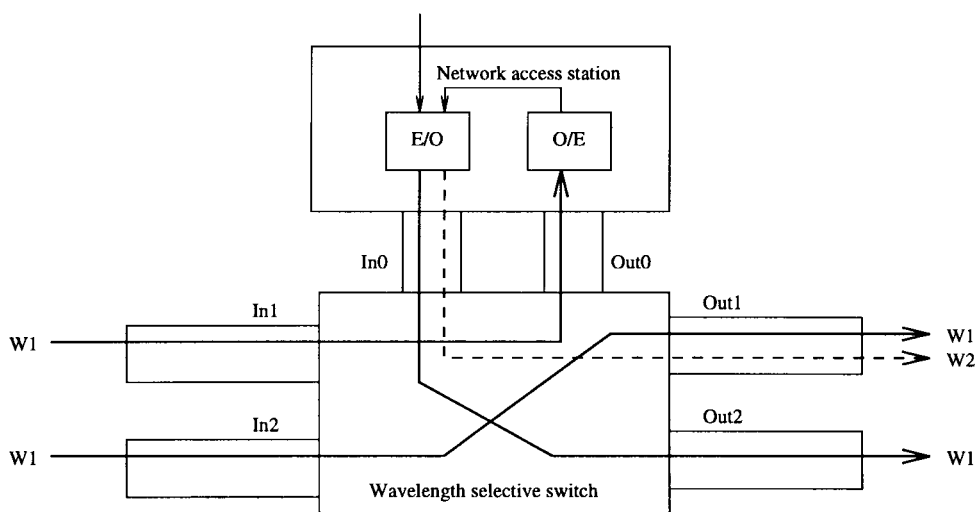 Network access station
E/O
O/E
In0
Out0
In1
Out1
W1
W1
W2
In2
Out2
W1
W1
Wavelength selective switch